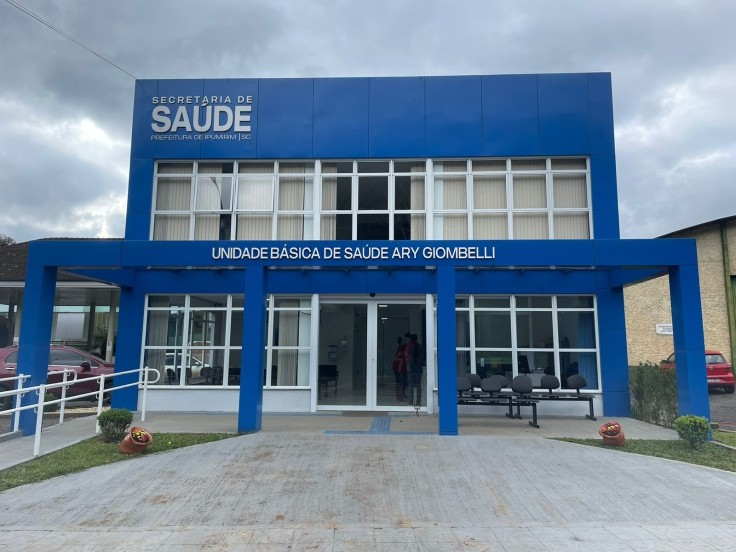 SECRETARIA DE
SAÚDE
PREFEITURA DE IPUMIRIM | SC
UNIDADE BÁSICA DE SAÚDE ARY GIOMBELLI